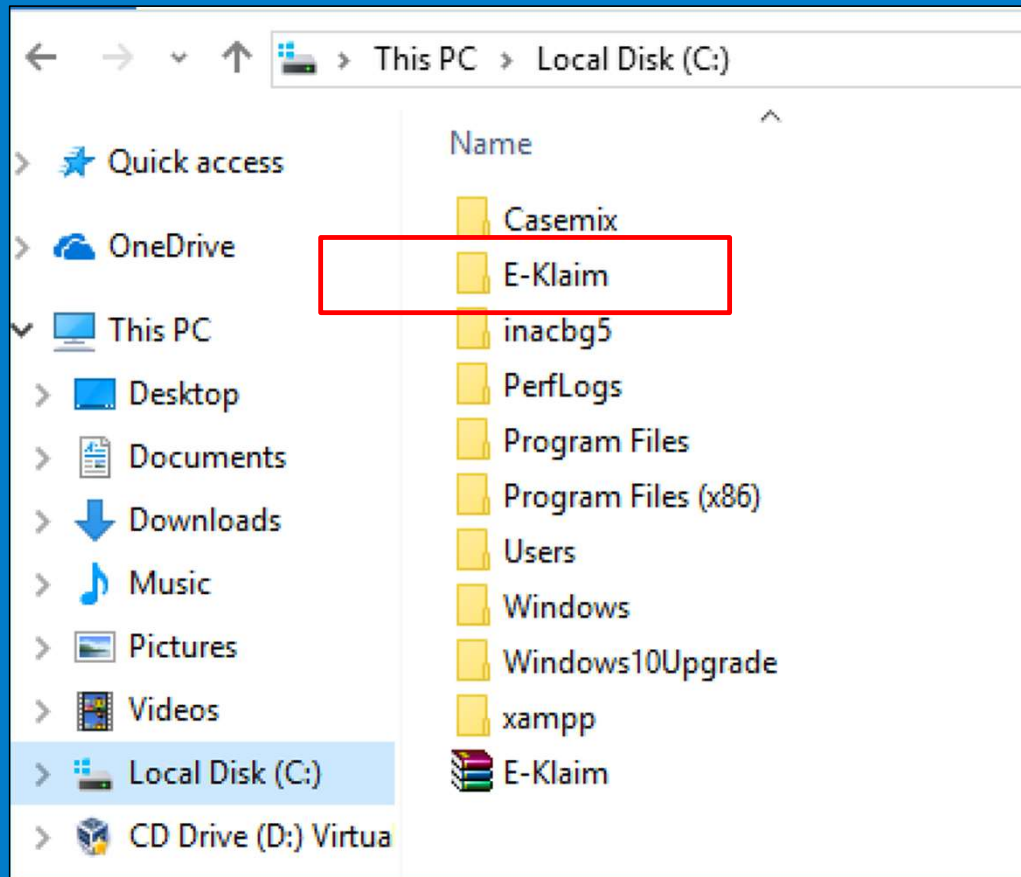 This PC > Local Disk (C:)
Name
Quick access
OneDrive
This PC
Desktop
Documents
Downloads
Music
Pictures
Videos
Local Disk (C:)
CD Drive (D:) Virtua
Casemix
E-Klaim
inacbg5
PerfLogs
Program Files
Program Files (x86)
Users
Windows
Windows10Upgrade
xampp
E-Klaim